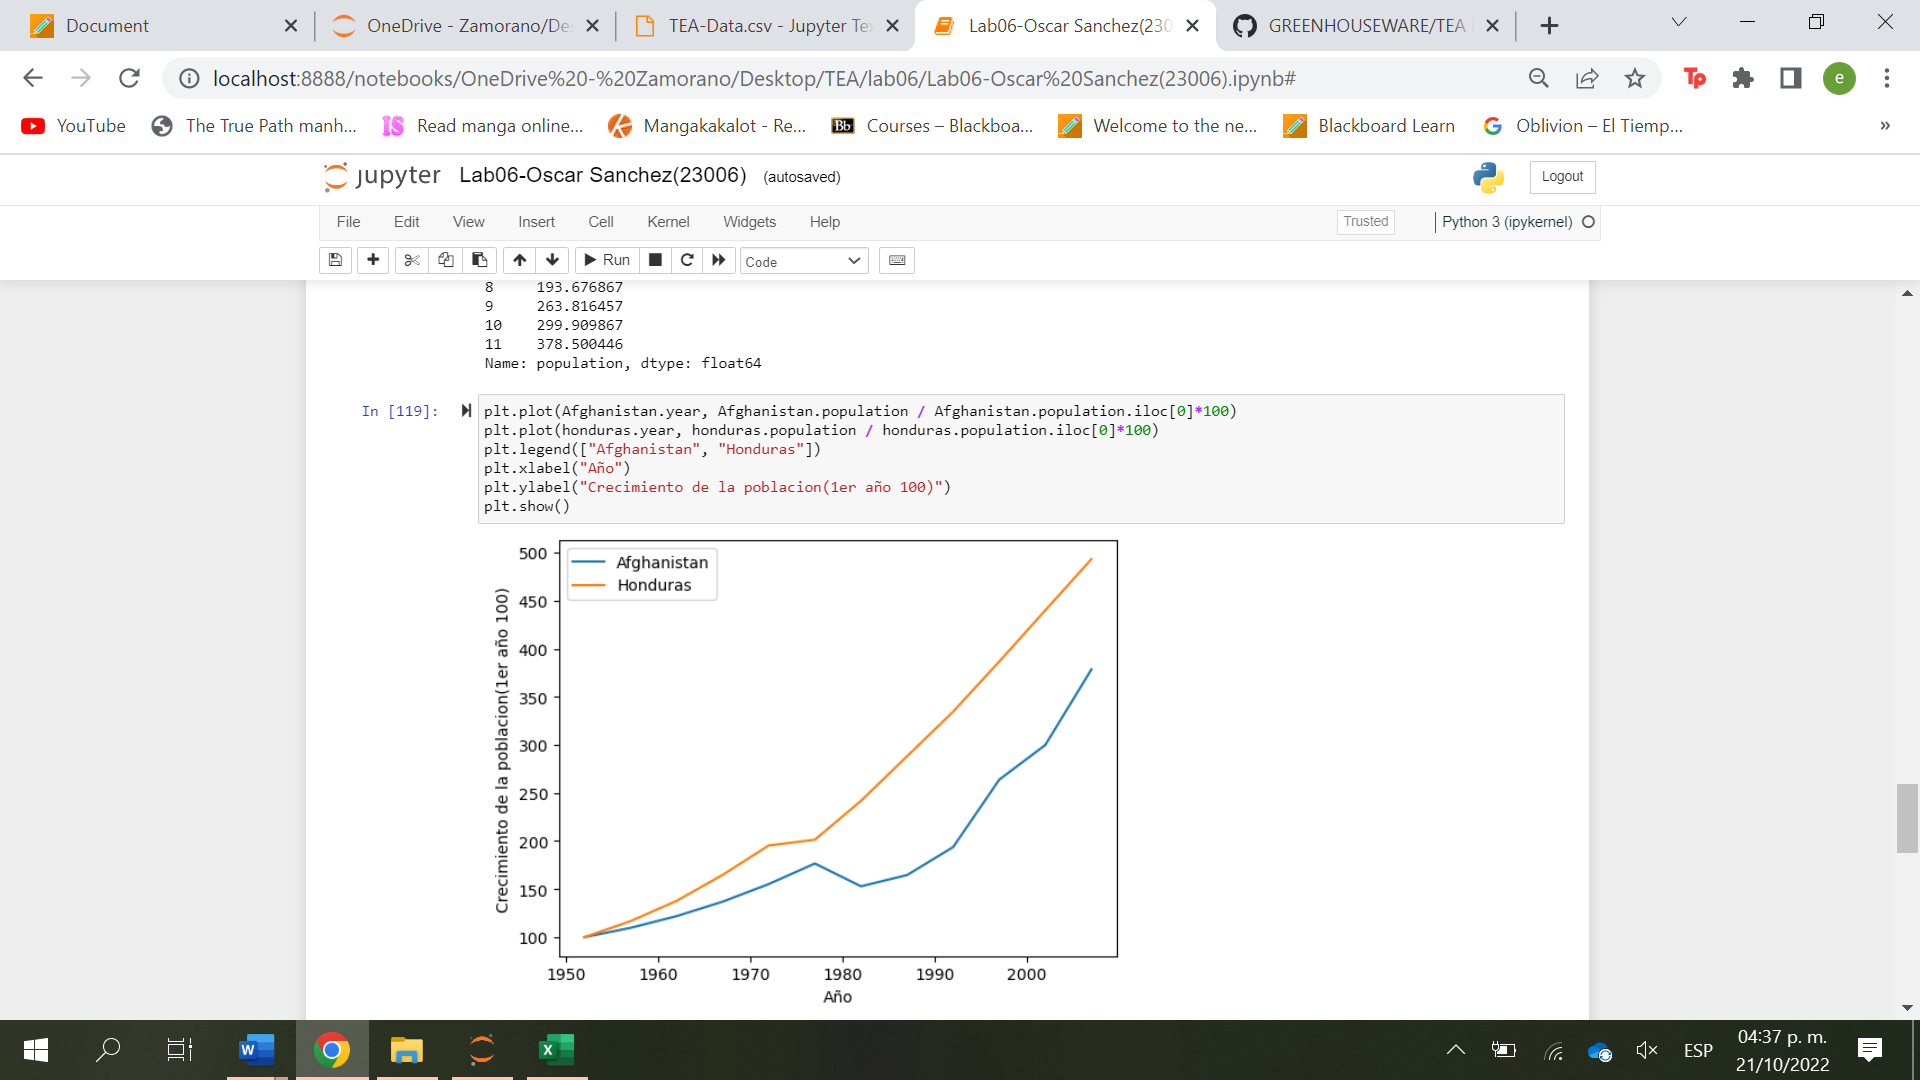 Document
OneDrive - Zamorano/De
TEA-Data.csv - Jupyter Te
Lab06-Oscar Sanchez(230
GREENHOUSEWARE/TEA
localhost:8888/notebooks/OneDrive%20-%20Zamorano/Desktop/TEA/lab06/Lab06-Oscar%20Sanchez(23006).ipynb#
Tp
e
YouTube
The True Path manh...
IS
Read manga online...
Mangakakalot - Re...
Bb
Courses – Blackboa...
Welcome to the ne...
Blackboard Learn
Oblivion – El Tiemp...
»
jupyter
Lab06-Oscar Sanchez(23006)
(autosaved)
Logout
File Edit View Insert Cell Kernel Widgets Help
Trusted
Python 3 (ipykernel)
Run
Code
8 193.676867
9 263.816457
10 299.909867
11 378.500446
Name: population, dtype: float64
In [119]:
plt.plot(Afghanistan.year, Afghanistan.population / Afghanistan.population.iloc[0]*100)
plt.plot(honduras.year, honduras.population / honduras.population.iloc[0]*100)
plt.legend(["Afghanistan", "Honduras"])
plt.xlabel("Año")
plt.ylabel("Crecimiento de la poblacion(1er año 100)")
plt.show()
Afghanistan
Honduras
500
450
400
350
300
250
200
150
100
Crecimiento de la poblacion(1er año 100)
1950 1960 1970 1980 1990 2000
Año
W
X
ESP
04:37 p. m.
21/10/2022